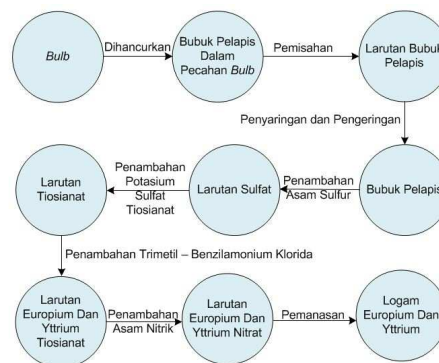 Bulb
Dihancurkan
Bubuk Pelapis
Dalam
Pecahan Bulb
Pemisahan
Larutan Bubuk
Pelapis
Penyaringan dan Pengeringan
Bubuk Pelapis
Penambahan
Asam Sulfur
Larutan Sulfat
Penambahan
Potasium
Sulfat
Tiosianat
Larutan
Tiosianat
Penambahan Trimetil – Benzilamonium Klorida
Larutan
Europium Dan
Yttrium
Tiosianat
Penambahan
Asam Nitrik
Larutan
Europium Dan
Yttrium Nitrat
Pemanasan
Logam
Europium Dan
Yttrium